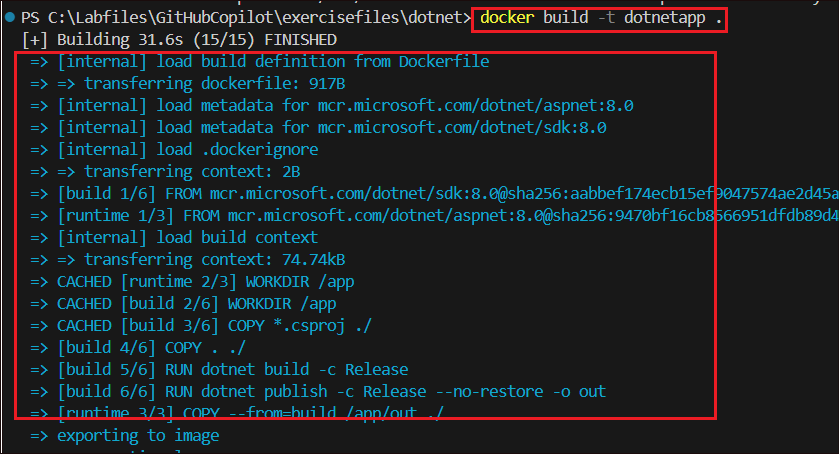 PS C:\Labfiles\GitHubCopilot\exercisefiles\dotnet> docker build -t dotnetapp .
[+] Building 31.6s (15/15) FINISHED
=> [internal] load build definition from Dockerfile
=> => transferring dockerfile: 917B
=> [internal] load metadata for mcr.microsoft.com/dotnet/aspnet:8.0
=> [internal] load metadata for mcr.microsoft.com/dotnet/sdk:8.0
=> [internal] load .dockerignore
=> => transferring context: 2B
=> [build 1/6] FROM mcr.microsoft.com/dotnet/sdk:8.0@sha256:aabbef174ecb15ef9047574ae2d45a
=> [runtime 1/3] FROM mcr.microsoft.com/dotnet/aspnet:8.0@sha256:9470bf16cb8566951dfdb89d4
=> [internal] load build context
=> => transferring context: 74.74kB
=> CACHED [runtime 2/3] WORKDIR /app
=> CACHED [build 2/6] WORKDIR /app
=> CACHED [build 3/6] COPY *.csproj ./
=> [build 4/6] COPY . ./
=> [build 5/6] RUN dotnet build -c Release
=> [build 6/6] RUN dotnet publish -c Release --no-restore -o out
=> [runtime 3/3] COPY --from=build /app/out ./
=> exporting to image